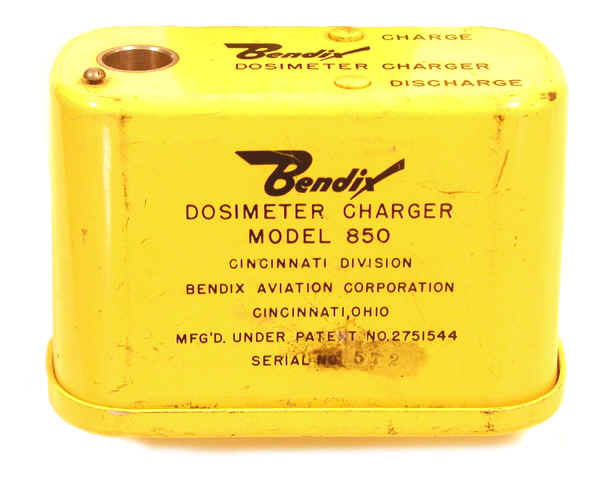 Bendix
CHARGE
DOSIMETER CHARGER
DISCHARGE
Bendix
DOSIMETER CHARGER
MODEL 850
CINCINNATI DIVISION
BENDIX AVIATION CORPORATION
CINCINNATI, OHIO
MFG'D. UNDER PATENT NO. 2751544
SERIAL NO. 572